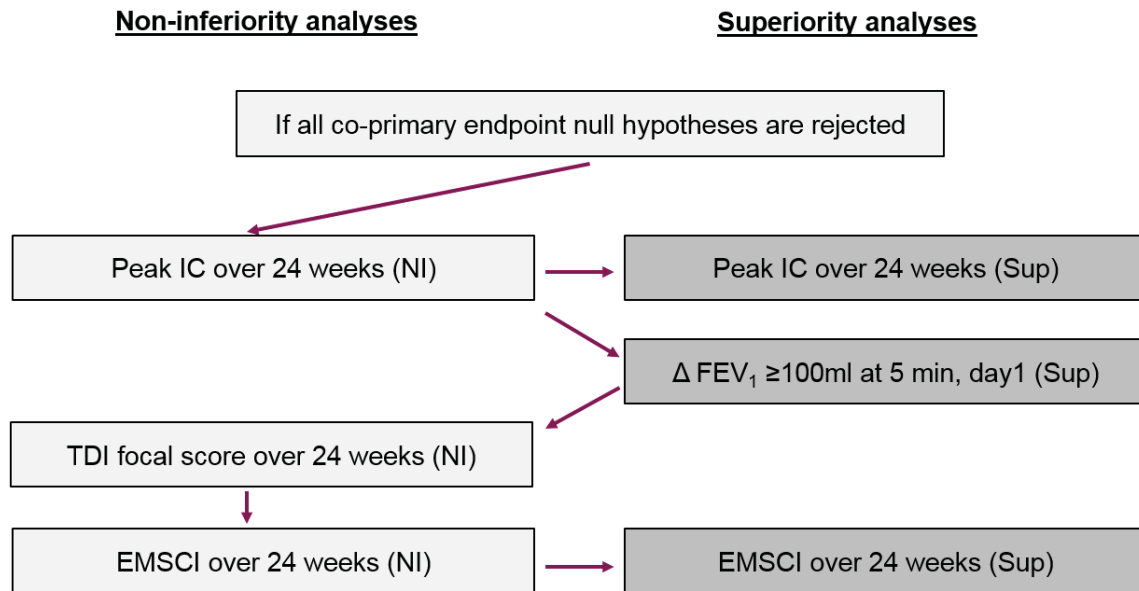 Non-inferiority analyses
Superiority analyses
If all co-primary endpoint null hypotheses are rejected
Peak IC over 24 weeks (NI)
Peak IC over 24 weeks (Sup)
Δ FEV₁ ≥100ml at 5 min, day1 (Sup)
TDI focal score over 24 weeks (NI)
EMSCI over 24 weeks (NI)
EMSCI over 24 weeks (Sup)